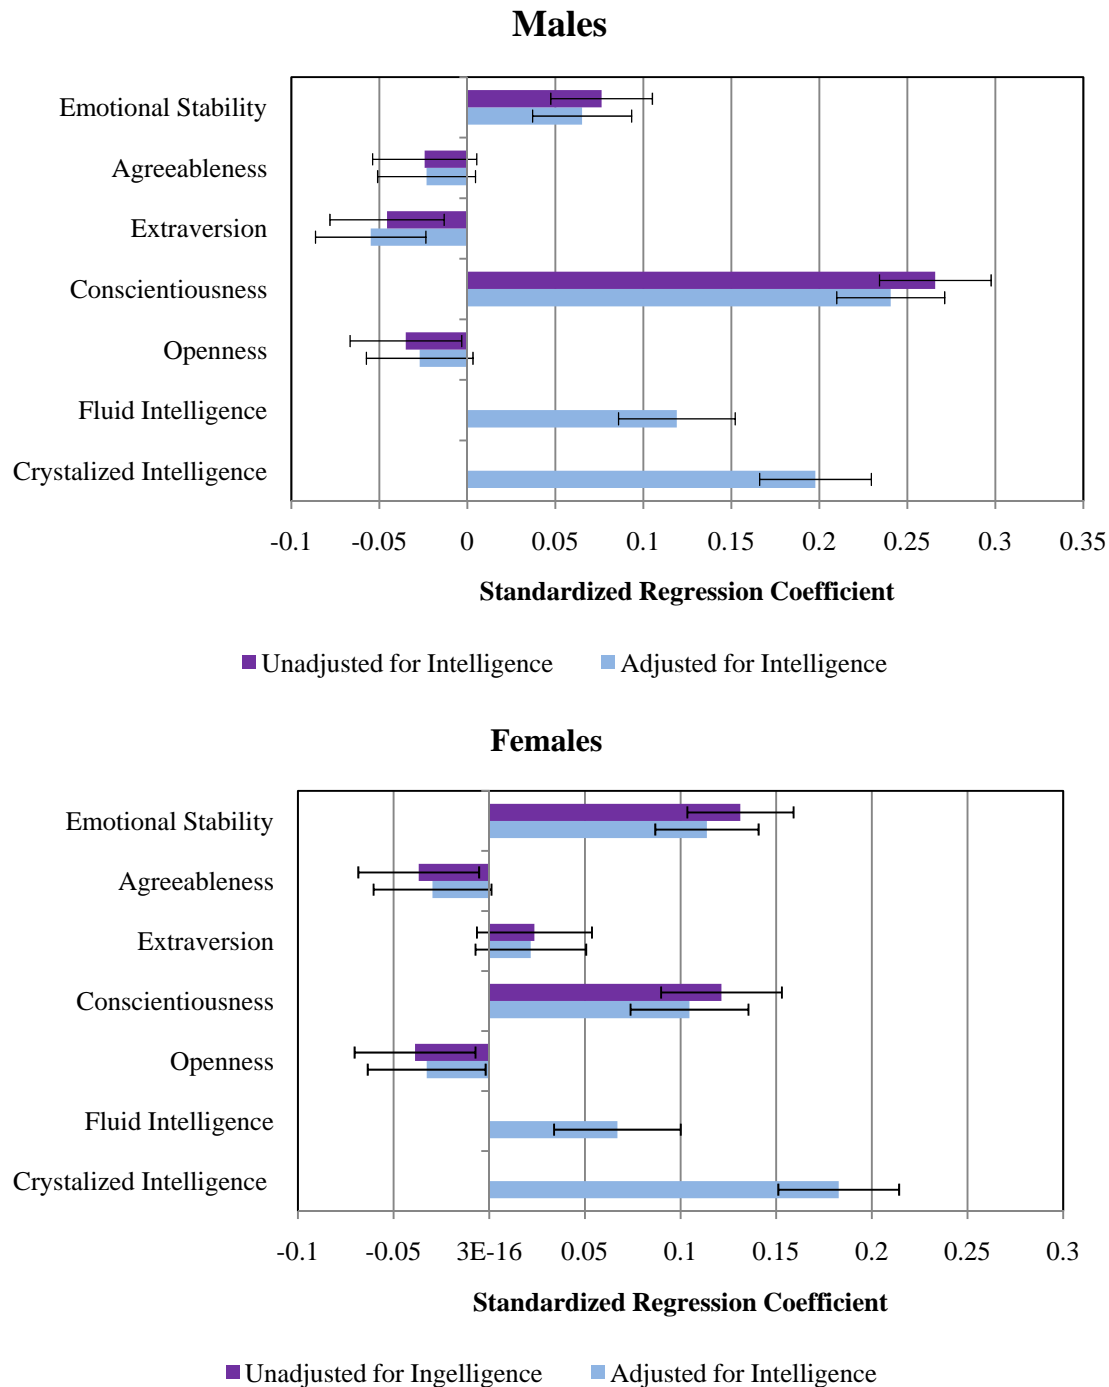 Males
Emotional Stability
Agreeableness
Extraversion
Conscientiousness
Openness
Fluid Intelligence
Crystalized Intelligence
-0.1 -0.05 0 0.05 0.1 0.15 0.2 0.25 0.3 0.35
Standardized Regression Coefficient
Unadjusted for Intelligence Adjusted for Intelligence
Females
Emotional Stability
Agreeableness
Extraversion
Conscientiousness
Openness
Fluid Intelligence
Crystalized Intelligence
-0.1 -0.05 3E-16 0.05 0.1 0.15 0.2 0.25 0.3
Standardized Regression Coefficient
Unadjusted for Ingelligence Adjusted for Intelligence